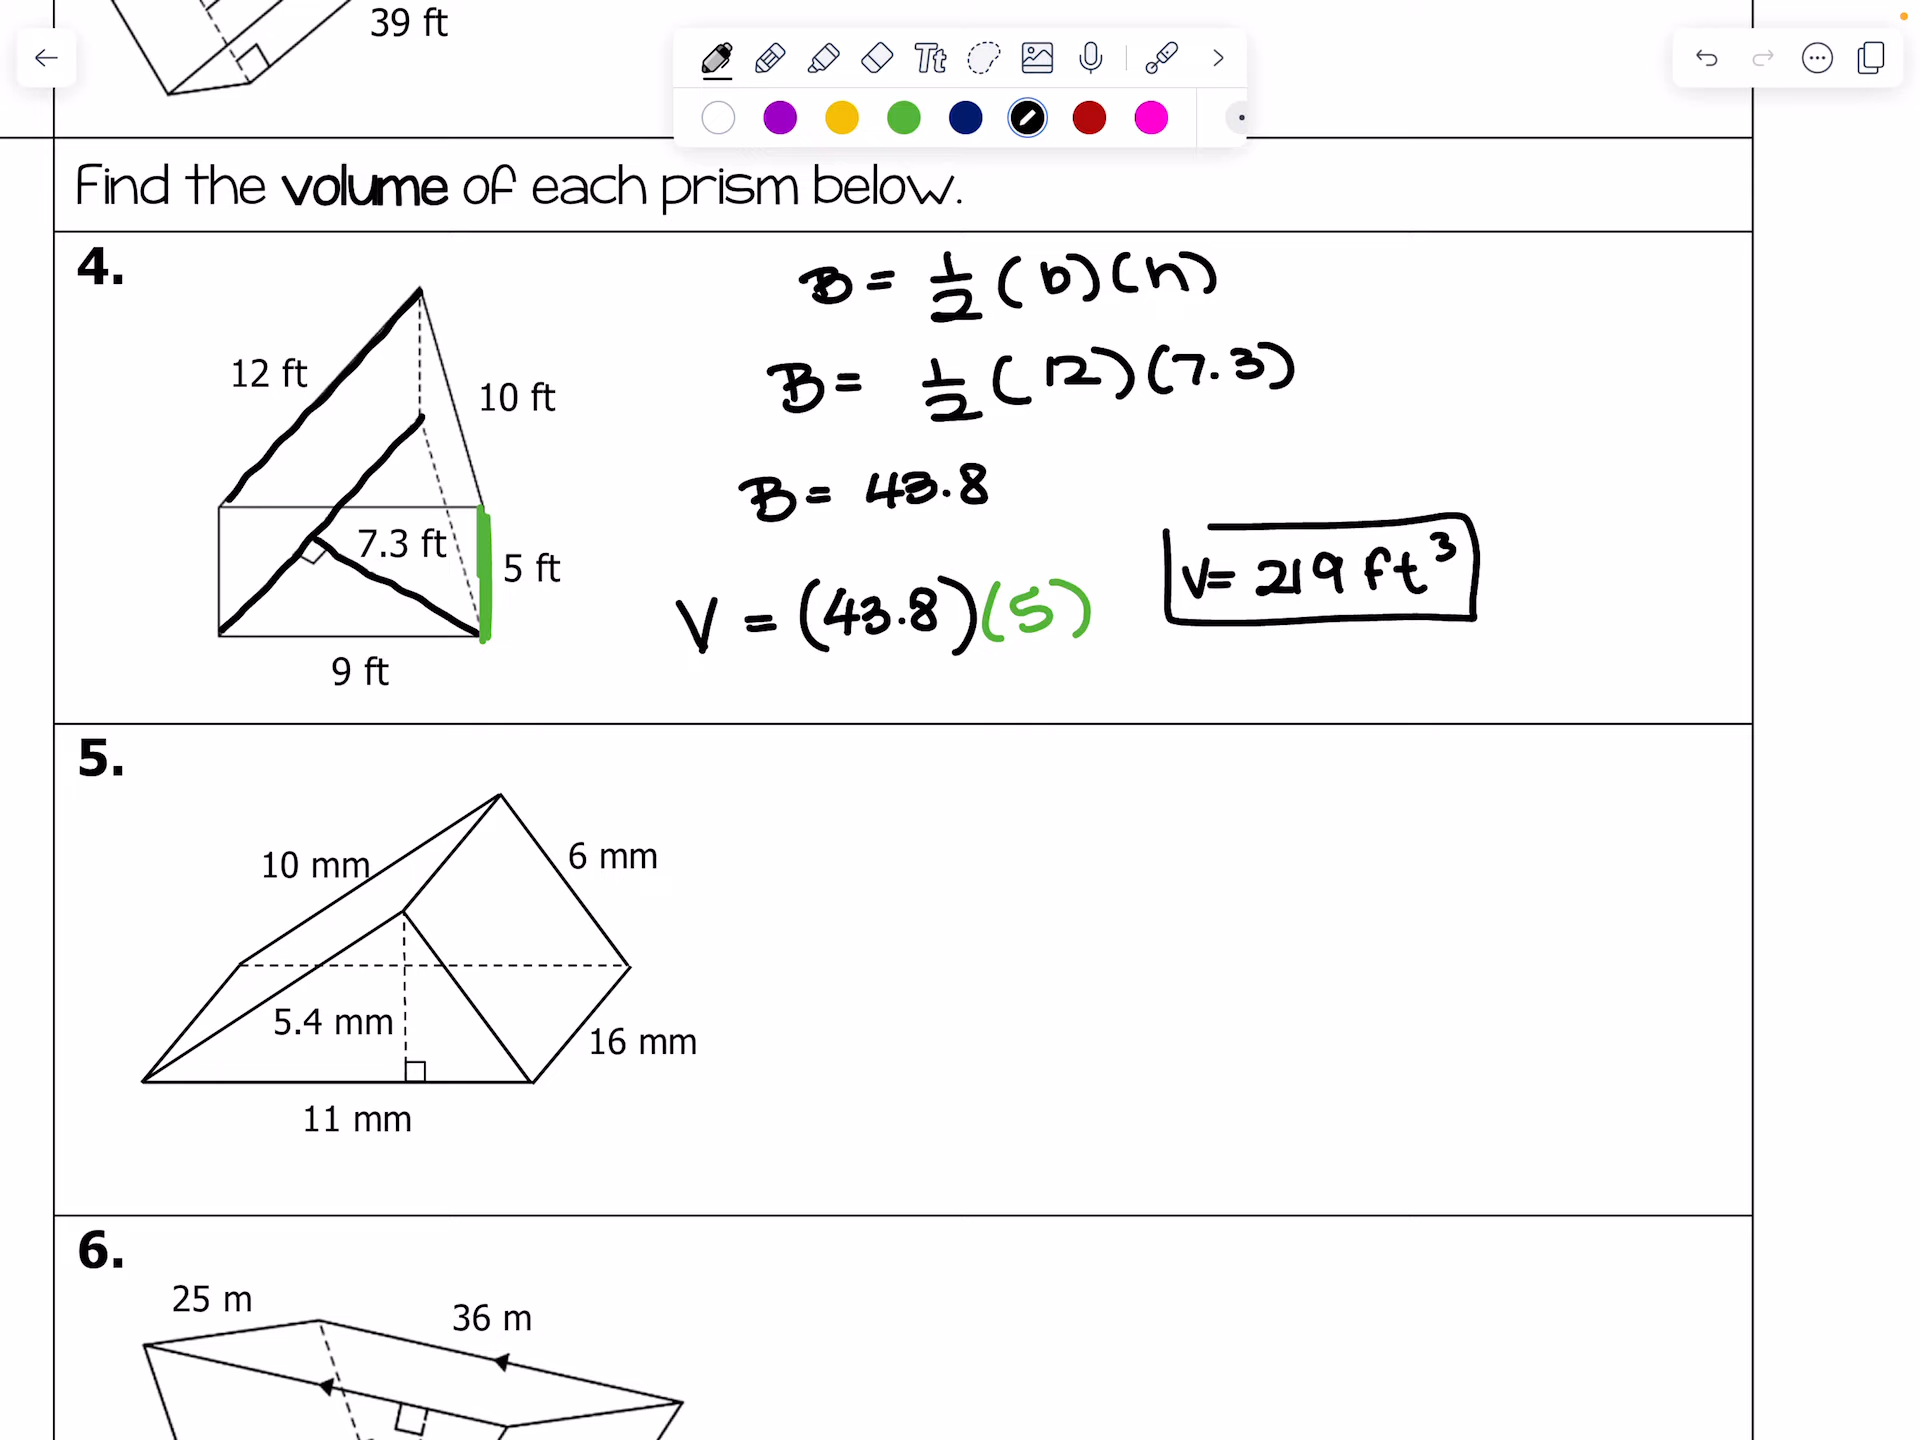 39 ft
Tt
Find the volume of each prism below.
4.
12 ft
10 ft
7.3 ft
5 ft
9 ft
B = 1/2 (b)(h)
B = 1/2 (12)(7.3)
B = 43.8
V = (43.8)(5)
V = 219 ft³
5.
10 mm
6 mm
5.4 mm
16 mm
11 mm
6.
25 m
36 m